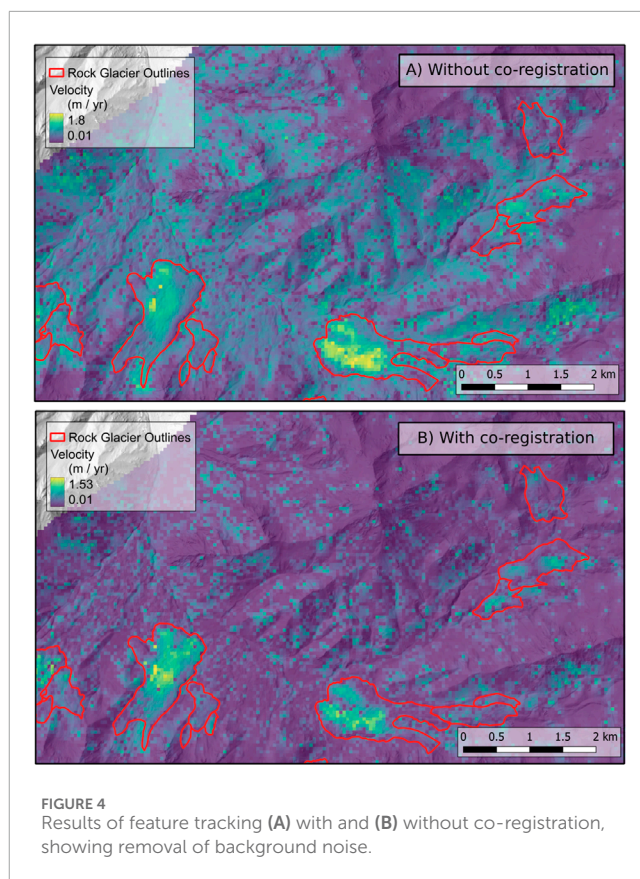 A) Without co-registration
Rock Glacier Outlines
Velocity
(m / yr)
1.8
0.01
0 0.5 1 1.5 2 km
B) With co-registration
Rock Glacier Outlines
Velocity
(m / yr)
1.53
0.01
0 0.5 1 1.5 2 km
FIGURE 4
Results of feature tracking (A) with and (B) without co-registration,
showing removal of background noise.